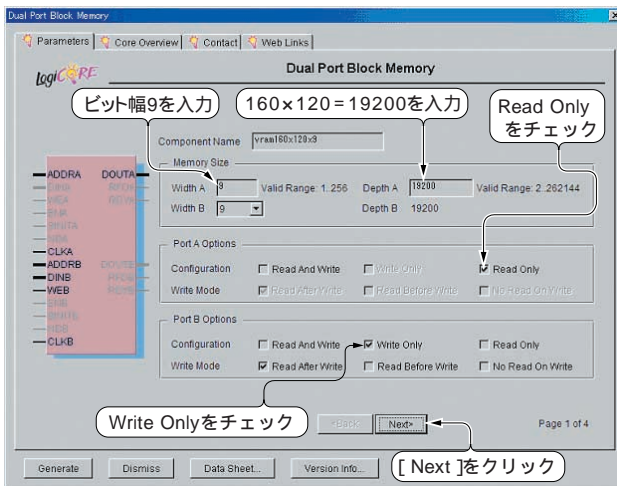 Dual Port Block Memory
Parameters
Core Overview
Contact
Web Links
LogiCORE
Dual Port Block Memory
ビット幅9を入力
160×120=19200を入力
Read Only
をチェック
Component Name vram160x120x9
Memory Size
Width A 9 Valid Range: 1..256 Depth A 19200 Valid Range: 2..262144
Width B 9 Depth B 19200
ADDRA DOUTA
CLKA
ADDRB
DINB
WEB
CLKB
Port A Options
Configuration Read And Write Write Only Read Only
Write Mode Read After Write Read Before Write No Read On Write
Port B Options
Configuration Read And Write Write Only Read Only
Write Mode Read After Write Read Before Write No Read On Write
Write Onlyをチェック
<Back Next> Page 1 of 4
[ Next ]をクリック
Generate Dismiss Data Sheet... Version Info...